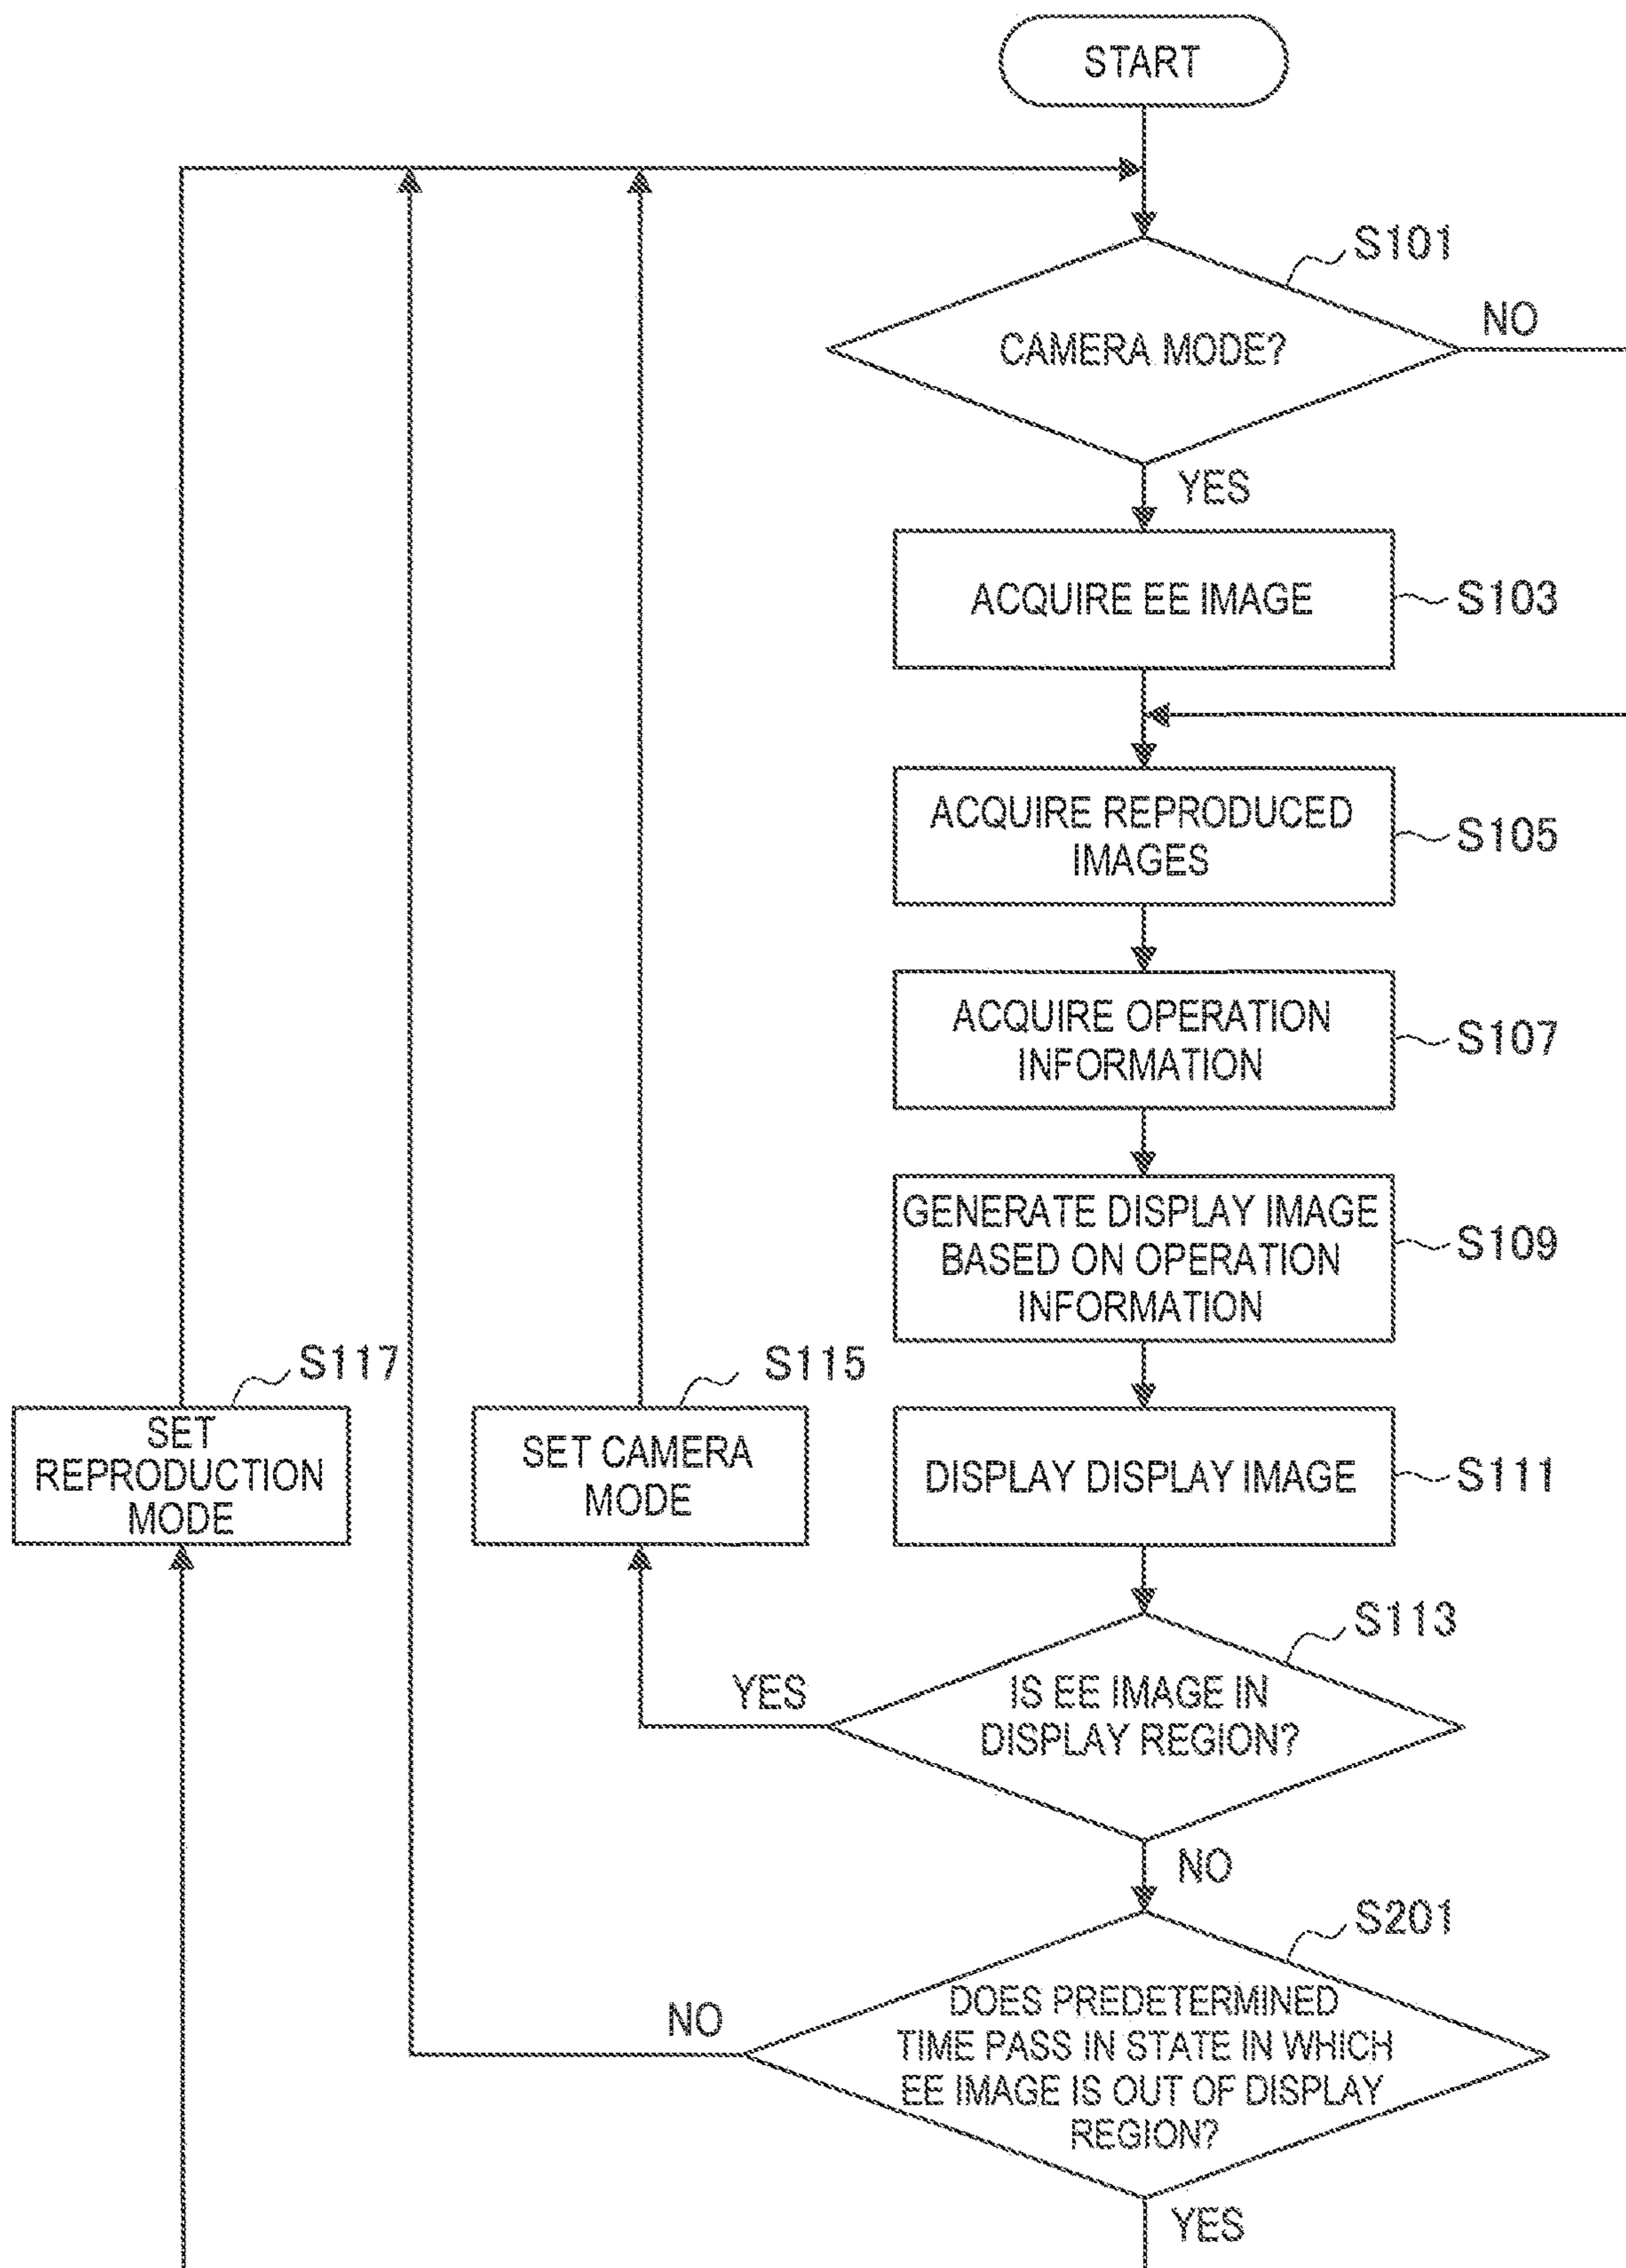 START
S101
CAMERA MODE?
NO
YES
ACQUIRE EE IMAGE
S103
ACQUIRE REPRODUCED
IMAGES
S105
ACQUIRE OPERATION
INFORMATION
S107
GENERATE DISPLAY IMAGE
BASED ON OPERATION
INFORMATION
S109
S117
SET
REPRODUCTION
MODE
S115
SET CAMERA
MODE
DISPLAY DISPLAY IMAGE
S111
S113
YES
IS EE IMAGE IN
DISPLAY REGION?
NO
S201
NO
DOES PREDETERMINED
TIME PASS IN STATE IN WHICH
EE IMAGE IS OUT OF DISPLAY
REGION?
YES